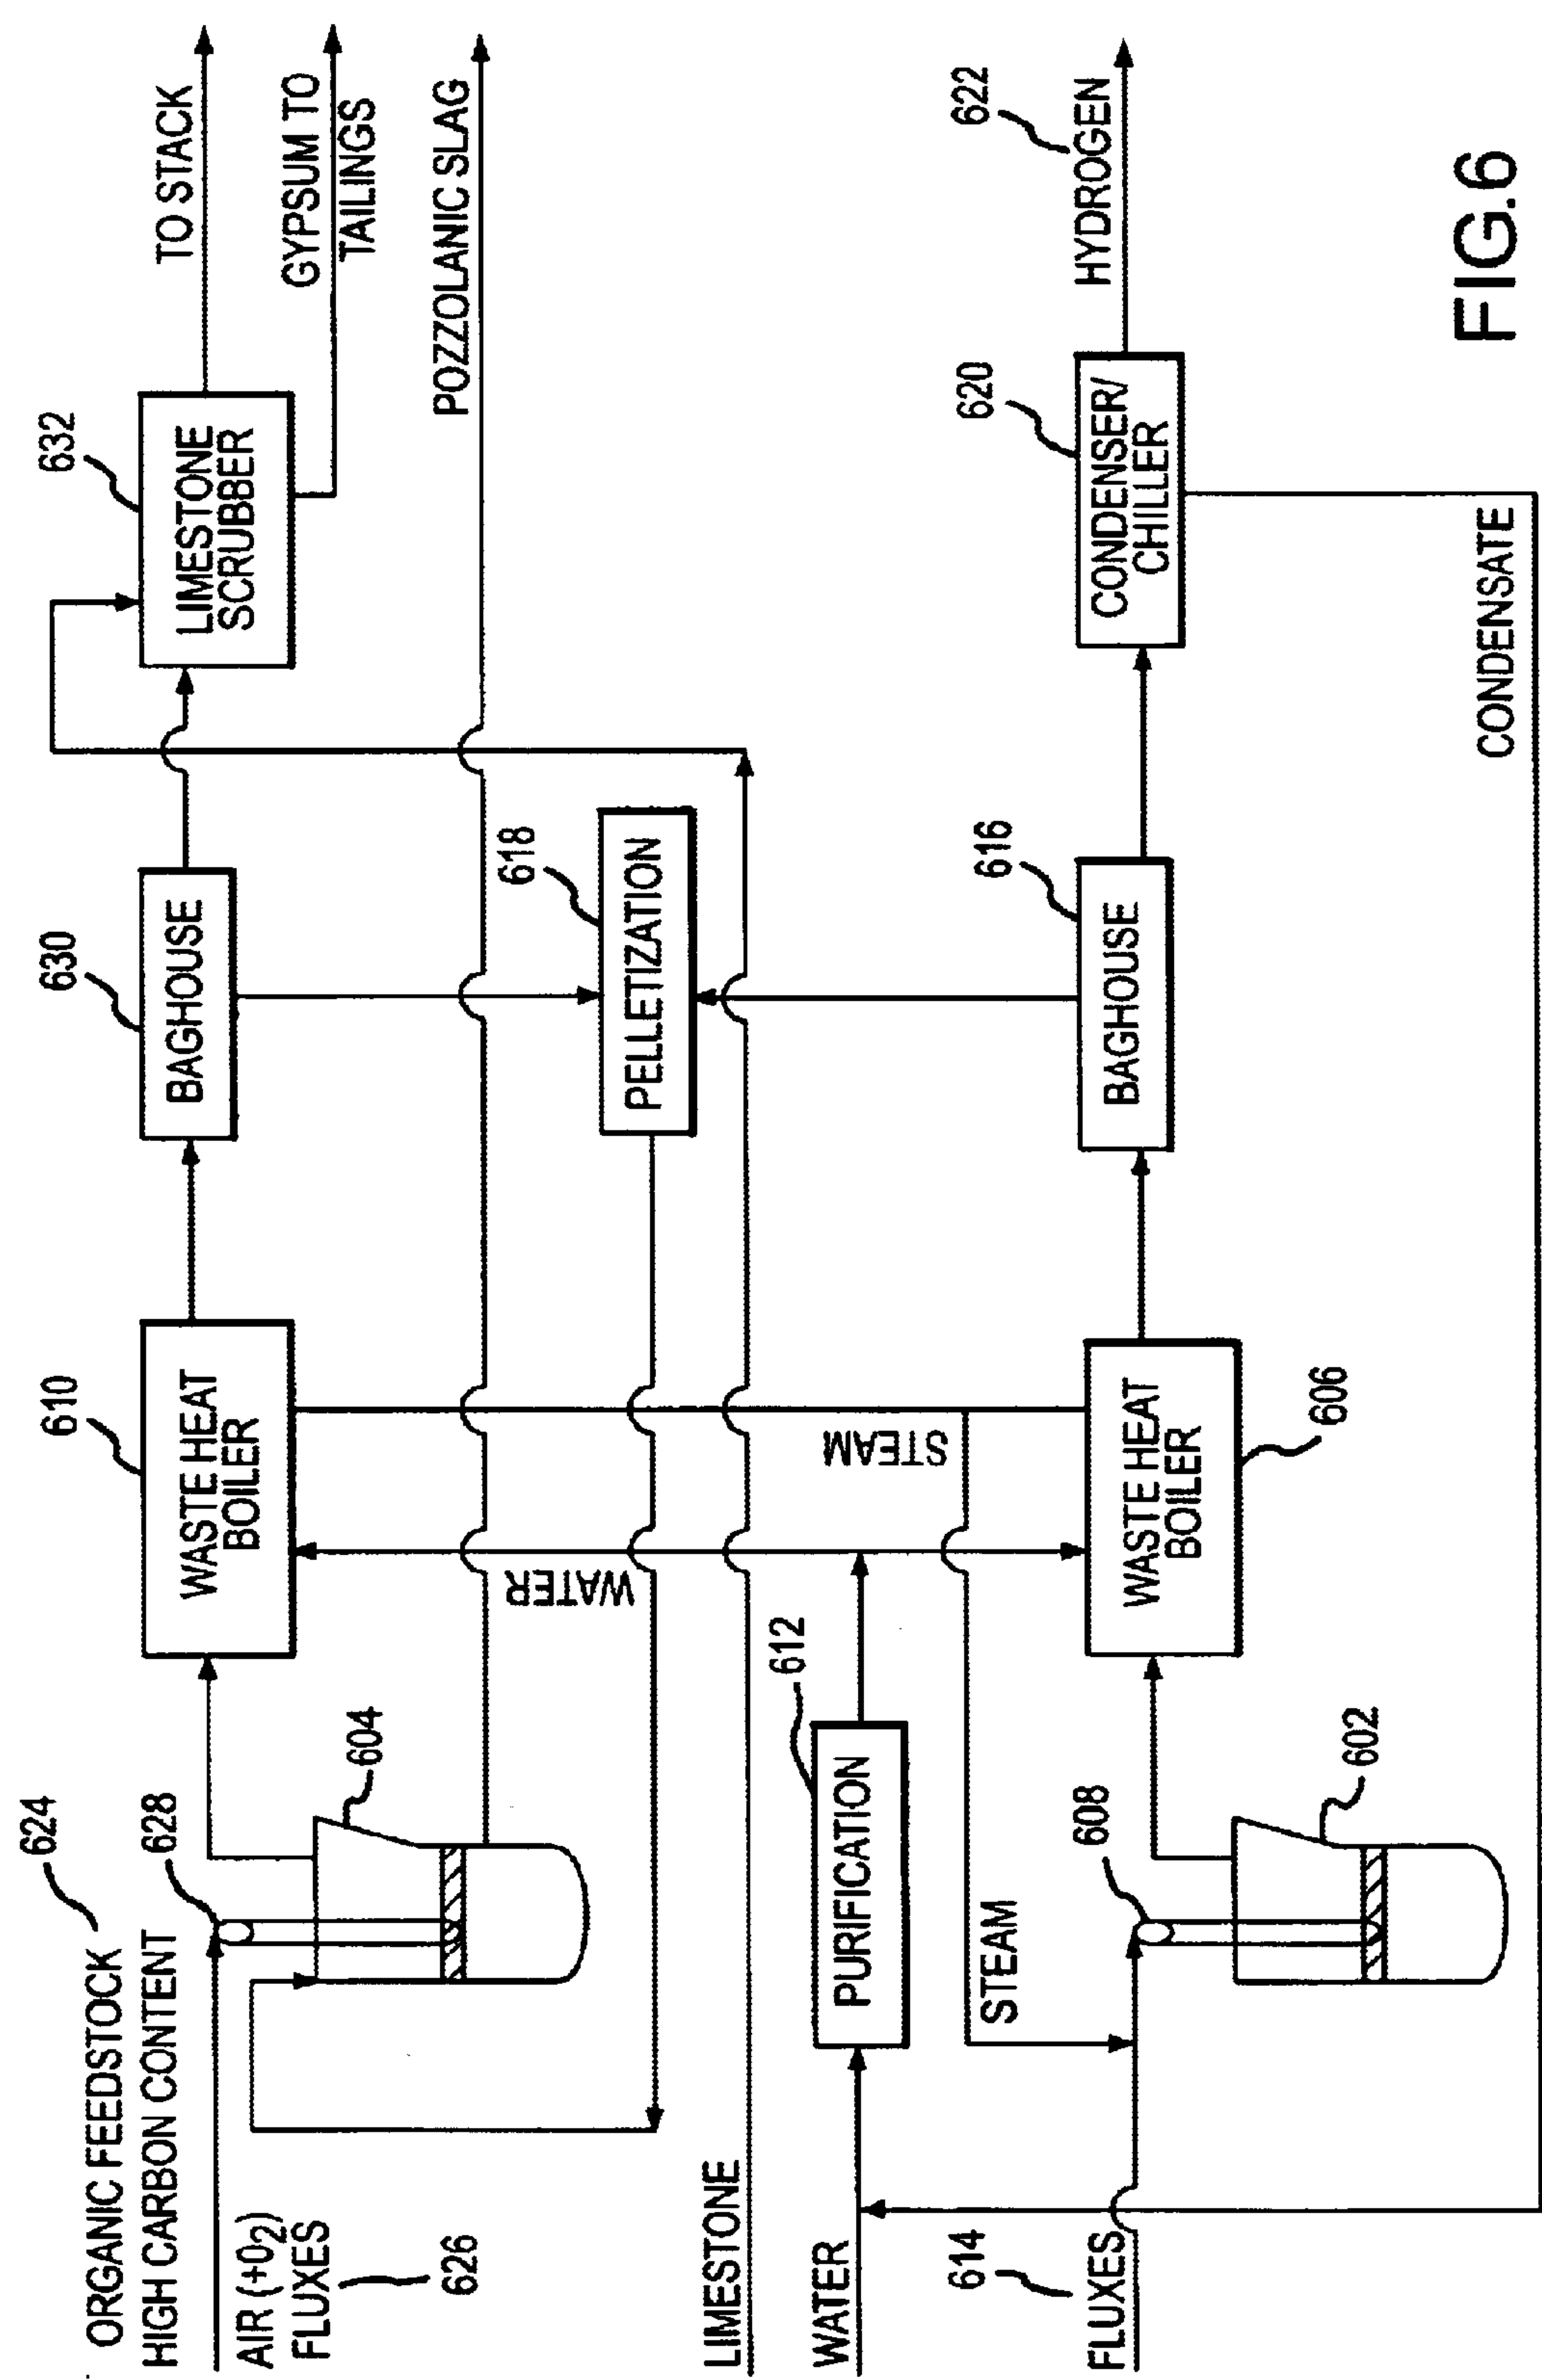 624
ORGANIC FEEDSTOCK
HIGH CARBON CONTENT
628
AIR (+O2)
FLUXES
626
604
610
WASTE HEAT
BOILER
630
BAGHOUSE
632
LIMESTONE
SCRUBBER
TO STACK
GYPSUM TO
TAILINGS
POZZOLANIC SLAG
WATER
STEAM
618
PELLETIZATION
LIMESTONE
WATER
612
PURIFICATION
STEAM
614
FLUXES
608
602
WASTE HEAT
BOILER
606
616
BAGHOUSE
620
CONDENSER/
CHILLER
622
HYDROGEN
CONDENSATE
FIG.6